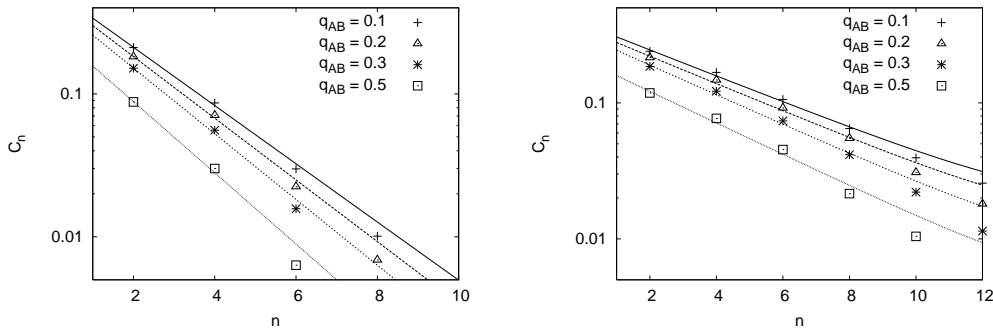 q_AB = 0.1
q_AB = 0.2
q_AB = 0.3
q_AB = 0.5
0.1
0.01
C_n
2 4 6 8 10
n
q_AB = 0.1
q_AB = 0.2
q_AB = 0.3
q_AB = 0.5
0.1
0.01
C_n
2 4 6 8 10 12
n